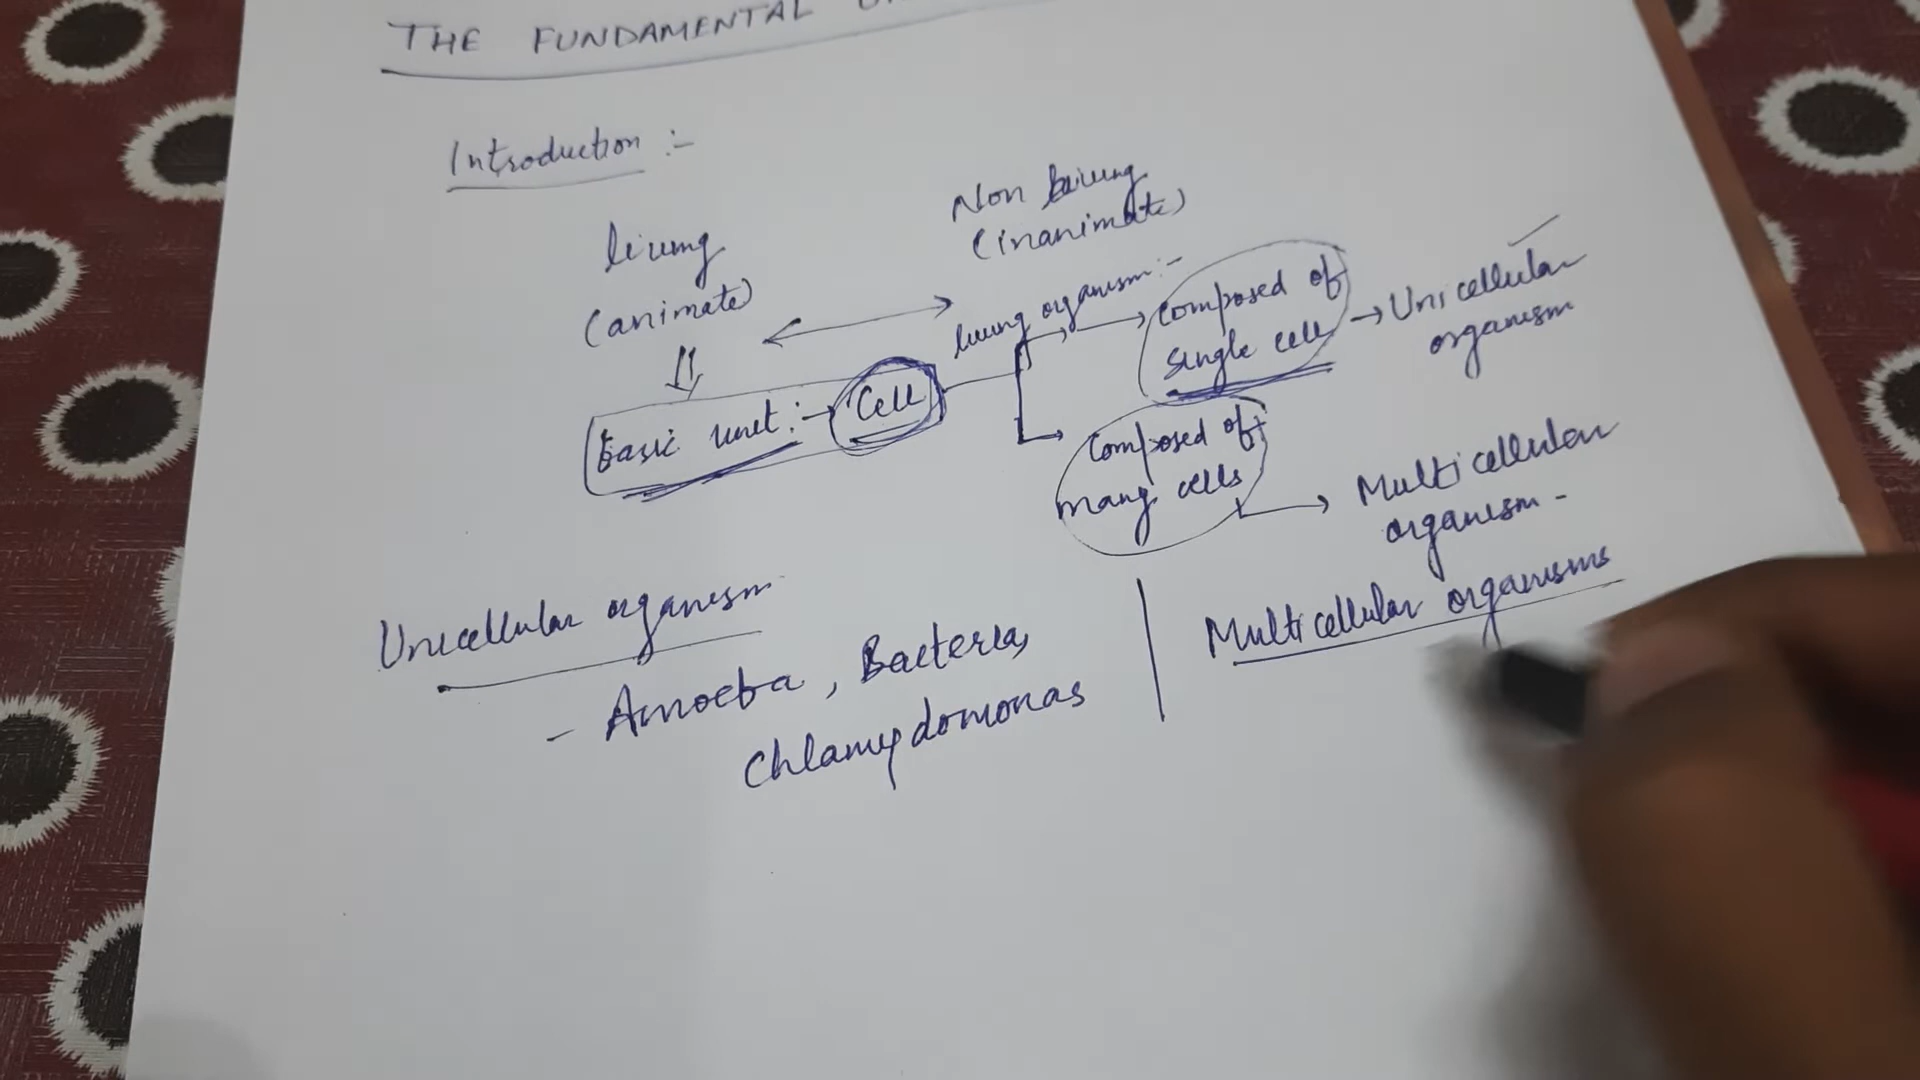 THE FUNDAMENTAL
Introduction :-
living
(animate)
Non living
(inanimate)
Basic unit :- → Cell
living organism :-
Composed of
single cell
→ Unicellular
organism
Composed of
many cells
→ Multicellular
organism -
Unicellular organism
- Amoeba, Bacteria,
Chlamydomonas
Multicellular organisms